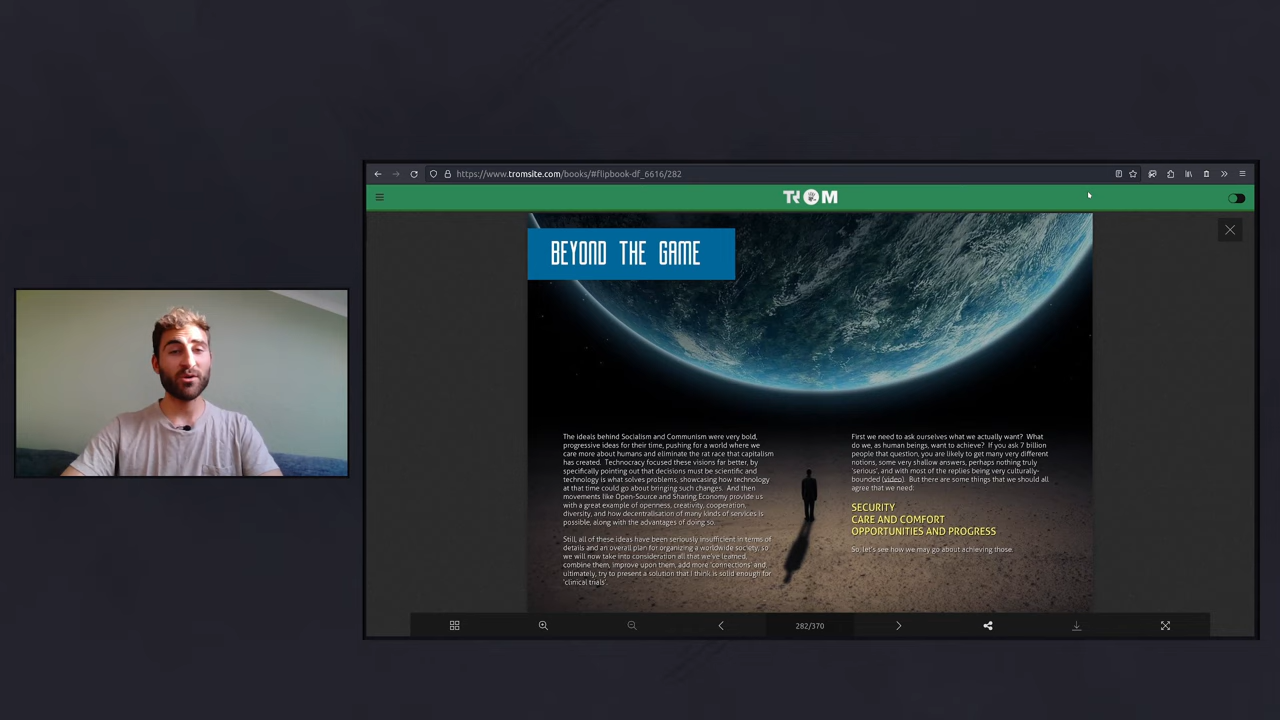 https://www.tromsite.com/books/#flipbook-df_6616/282
TROM
BEYOND THE GAME
The ideals behind Socialism and Communism were very bold,
progressive ideas for their time, pushing for a world where we
care more about humans and eliminate the rat race that capitalism
has created. Technocracy focused these visions far better, by
specifically pointing out that decisions must be scientific and
technology is what solves problems, showcasing how technology
at that time could go about bringing such changes. And then
movements like Open-Source and Sharing Economy provide us
with a great example of openness, creativity, cooperation,
diversity, and how decentralisation of many kinds of services is
possible, along with the advantages of doing so.
Still, all of these ideas have been seriously insufficient in terms of
details and an overall plan for organizing a worldwide society, so
we will now take into consideration all that we've learned,
combine them, improve upon them, add more 'connections' and
ultimately, try to present a solution that I think is solid enough for
'clinical trials'.
First we need to ask ourselves what we actually want? What
do we, as human beings, want to achieve? If you ask 7 billion
people that question, you are likely to get many very different
notions, some very shallow answers, perhaps nothing truly
'serious', and with most of the replies being very culturally-
bounded (video). But there are some things that we should all
agree that we need:
SECURITY
CARE AND COMFORT
OPPORTUNITIES AND PROGRESS
So, let's see how we may go about achieving those.
282/370